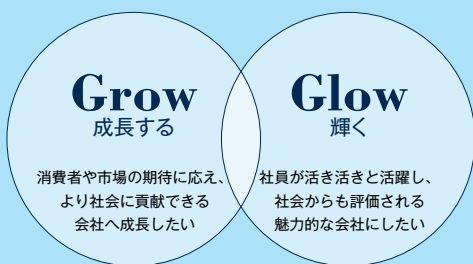 Grow
成長する
消費者や市場の期待に応え、
より社会に貢献できる
会社へ成長したい
Glow
輝く
社員が活き活きと活躍し、
社会からも評価される
魅力的な会社にしたい